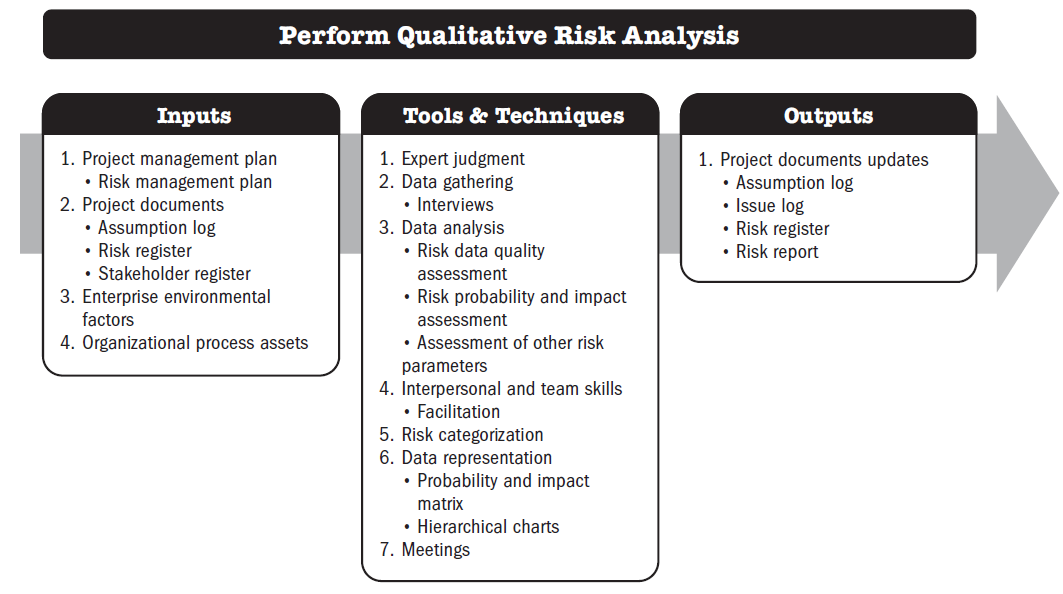 Perform Qualitative Risk Analysis
Inputs
1. Project management plan
• Risk management plan
2. Project documents
• Assumption log
• Risk register
• Stakeholder register
3. Enterprise environmental
factors
4. Organizational process assets
Tools & Techniques
1. Expert judgment
2. Data gathering
• Interviews
3. Data analysis
• Risk data quality
assessment
• Risk probability and impact
assessment
• Assessment of other risk
parameters
4. Interpersonal and team skills
• Facilitation
5. Risk categorization
6. Data representation
• Probability and impact
matrix
• Hierarchical charts
7. Meetings
Outputs
1. Project documents updates
• Assumption log
• Issue log
• Risk register
• Risk report